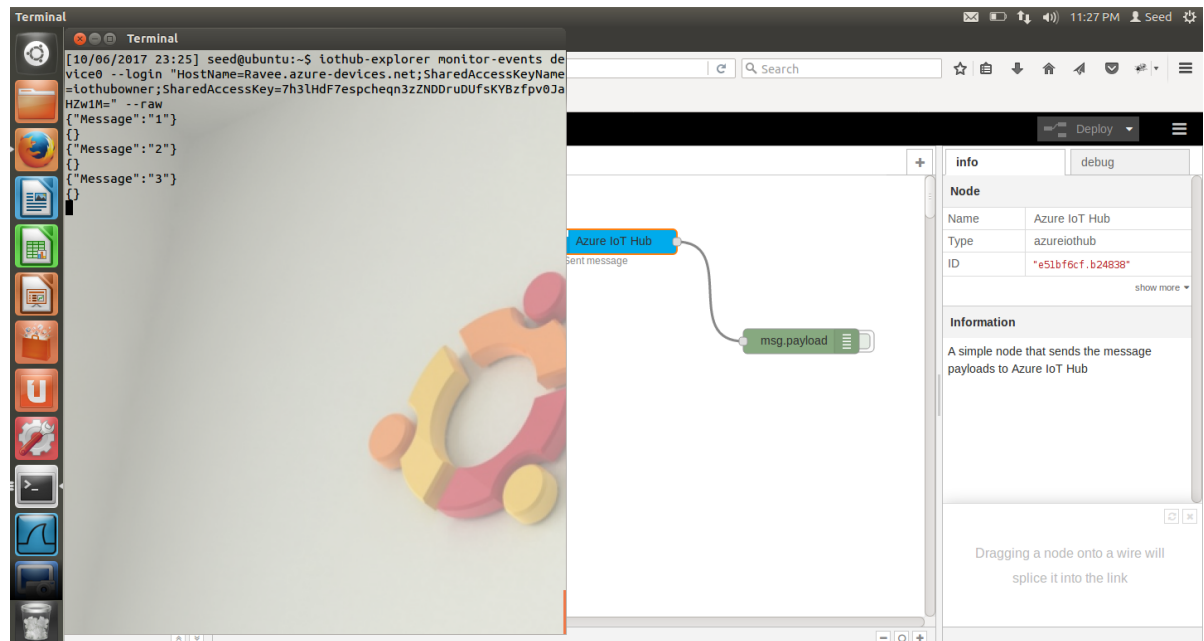 Terminal
11:27 PM Seed
Terminal
[10/06/2017 23:25] seed@ubuntu:~$ iothub-explorer monitor-events de
vice0 --login "HostName=Ravee.azure-devices.net;SharedAccessKeyName
=iothubowner;SharedAccessKey=7h3lHdF7espcheqn3zZNDDruDUfsKYBzfpv0Ja
HZw1M=" --raw
{"Message":"1"}
{}
{"Message":"2"}
{}
{"Message":"3"}
{}
Search
Deploy
info
debug
Node
Name
Azure IoT Hub
Type
azureiothub
ID
"e51bf6cf.b24838"
show more
Information
A simple node that sends the message
payloads to Azure IoT Hub
Azure IoT Hub
Sent message
msg.payload
Dragging a node onto a wire will
splice it into the link